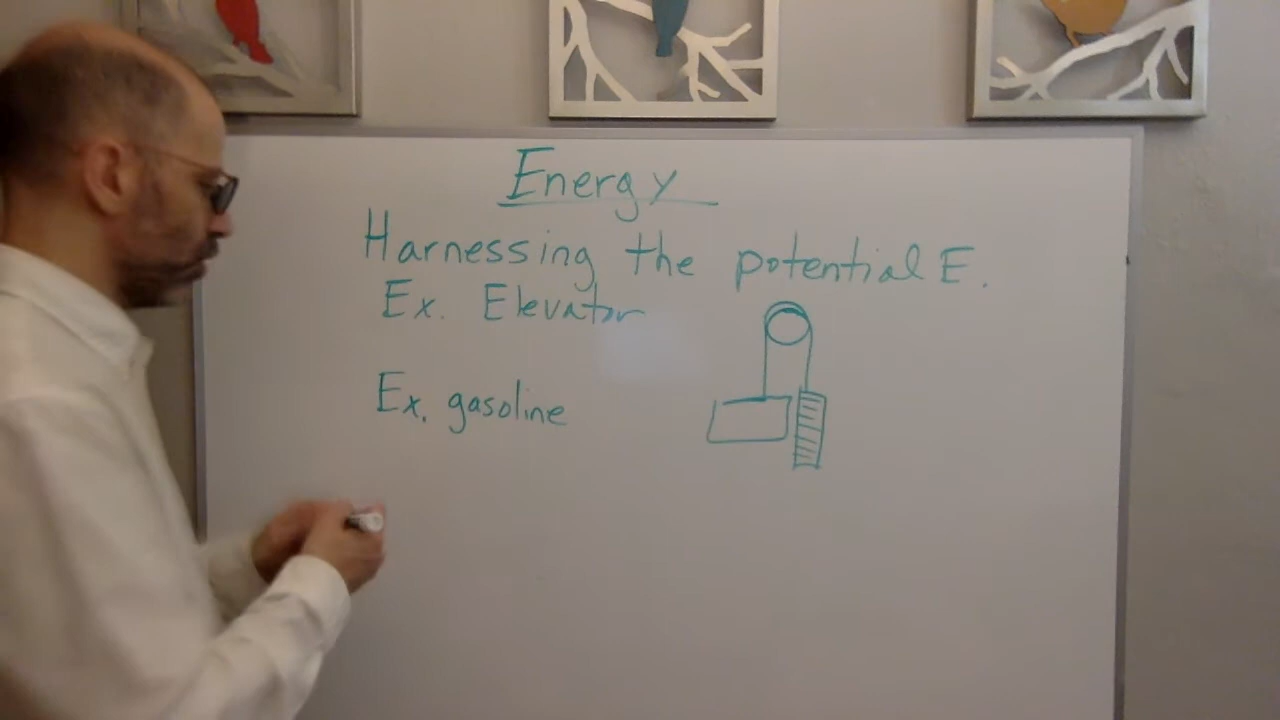 Energy
Harnessing the potential E.
Ex. Elevator
Ex. gasoline